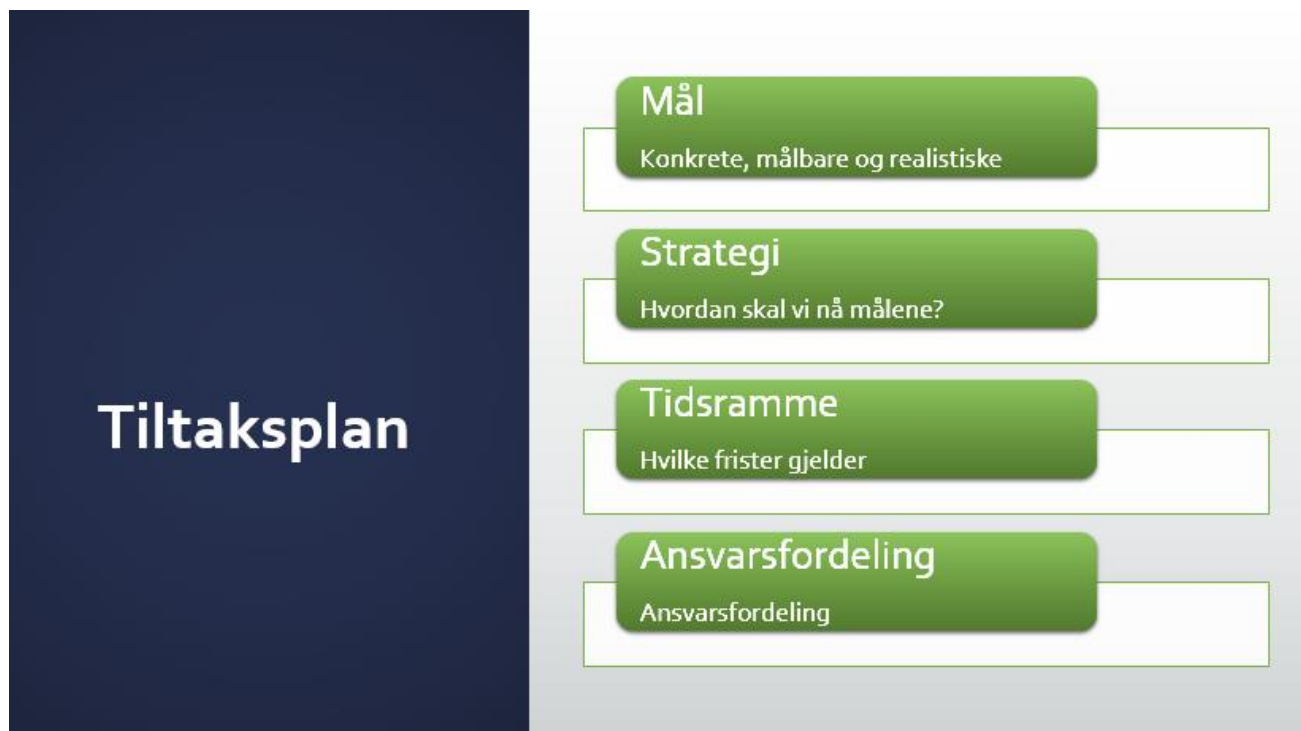 Tiltaksplan
Mål
Konkrete, målbare og realistiske
Strategi
Hvordan skal vi nå målene?
Tidsramme
Hvilke frister gjelder
Ansvarsfordeling
Ansvarsfordeling